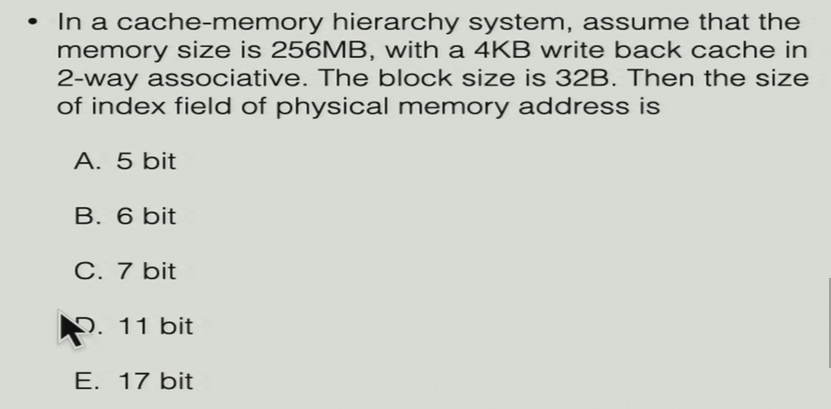 • In a cache-memory hierarchy system, assume that the
memory size is 256MB, with a 4KB write back cache in
2-way associative. The block size is 32B. Then the size
of index field of physical memory address is
A. 5 bit
B. 6 bit
C. 7 bit
D. 11 bit
E. 17 bit